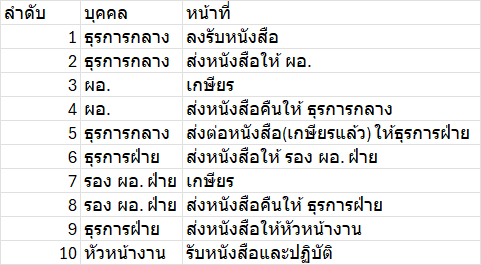 ลำดับ บุคคล หน้าที่
1 ธุรการกลาง ลงรับหนังสือ
2 ธุรการกลาง ส่งหนังสือให้ ผอ.
3 ผอ. เกษียร
4 ผอ. ส่งหนังสือคืนให้ ธุรการกลาง
5 ธุรการกลาง ส่งต่อหนังสือ(เกษียรแล้ว) ให้ธุรการฝ่าย
6 ธุรการฝ่าย ส่งหนังสือให้ รอง ผอ. ฝ่าย
7 รอง ผอ. ฝ่าย เกษียร
8 รอง ผอ. ฝ่าย ส่งหนังสือคืนให้ ธุรการฝ่าย
9 ธุรการฝ่าย ส่งหนังสือให้หัวหน้างาน
10 หัวหน้างาน รับหนังสือและปฏิบัติ